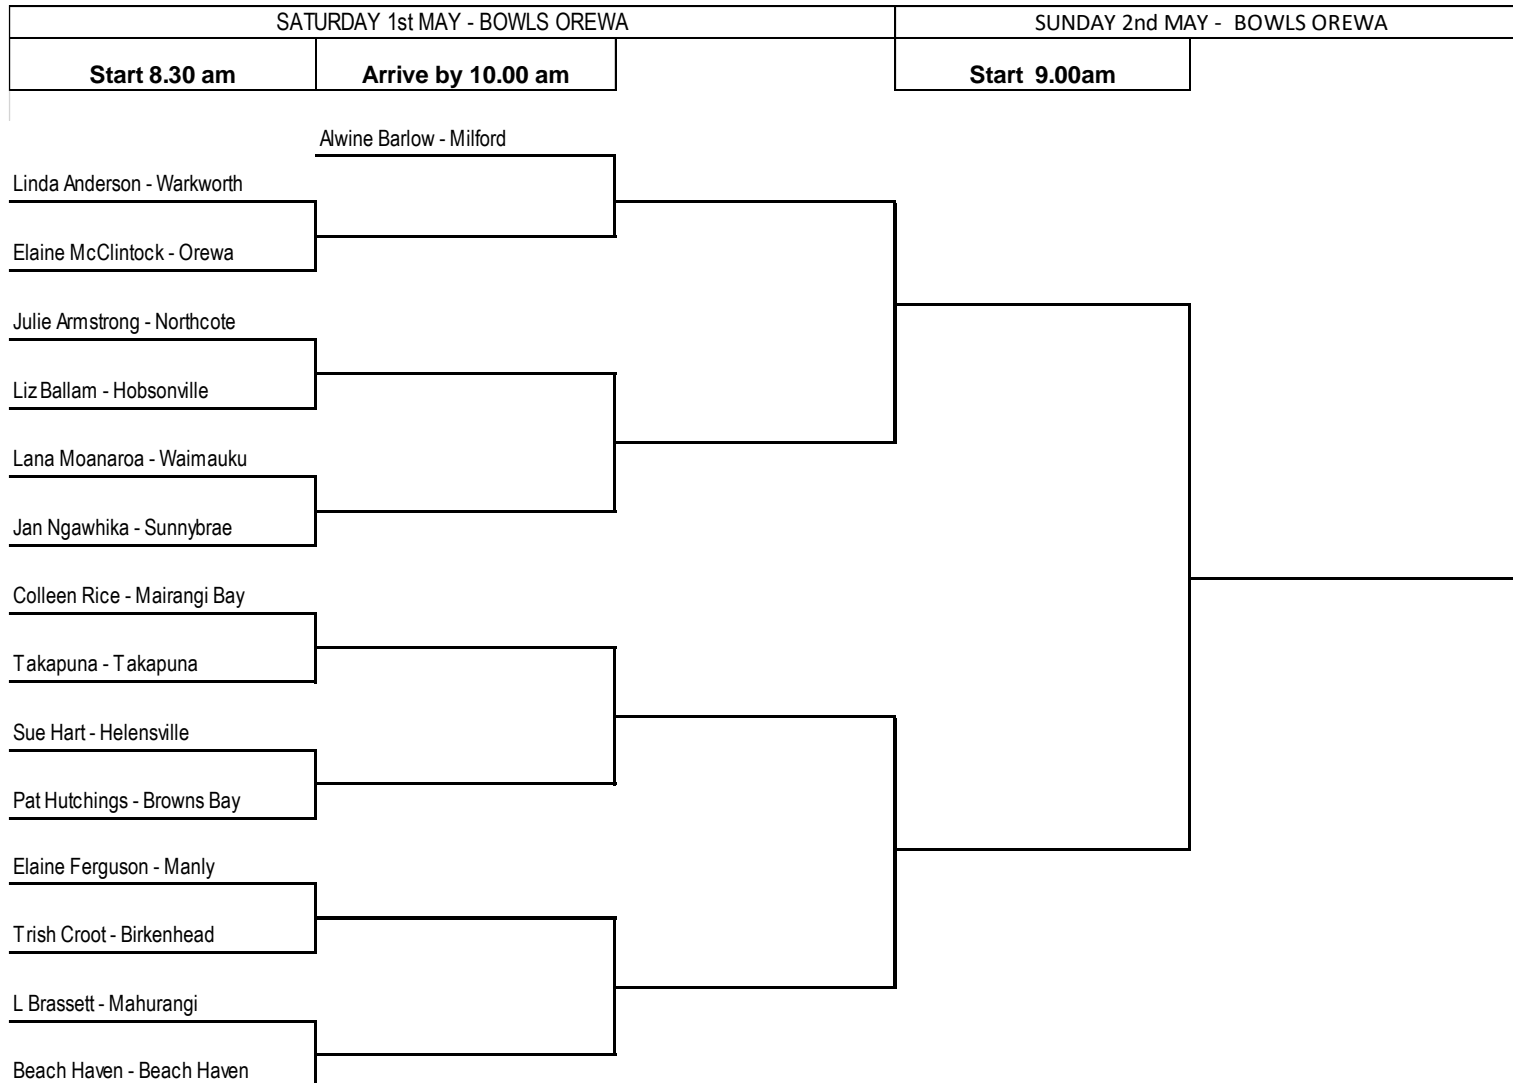 SATURDAY 1st MAY - BOWLS OREWA
SUNDAY 2nd MAY - BOWLS OREWA
Start 8.30 am
Arrive by 10.00 am
Start 9.00am
Alwine Barlow - Milford
Linda Anderson - Warkworth
Elaine McClintock - Orewa
Julie Armstrong - Northcote
Liz Ballam - Hobsonville
Lana Moanaroa - Waimauku
Jan Ngawhika - Sunnybrae
Colleen Rice - Mairangi Bay
Takapuna - Takapuna
Sue Hart - Helensville
Pat Hutchings - Browns Bay
Elaine Ferguson - Manly
Trish Croot - Birkenhead
L Brassett - Mahurangi
Beach Haven - Beach Haven